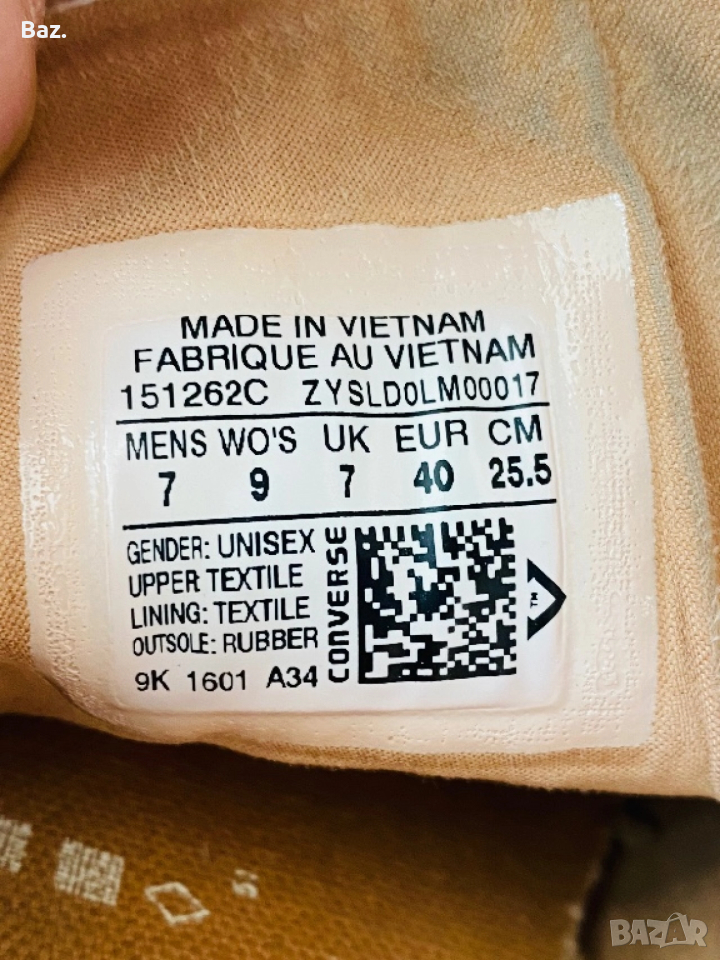 Baz.
MADE IN VIETNAM
FABRIQUE AU VIETNAM
151262C ZYSLD0LM00017
MENS WO'S UK EUR CM
7 9 7 40 25.5
GENDER: UNISEX
UPPER TEXTILE
LINING: TEXTILE
OUTSOLE: RUBBER
9K 1601 A34
CONVERSE
TM
BAZAR